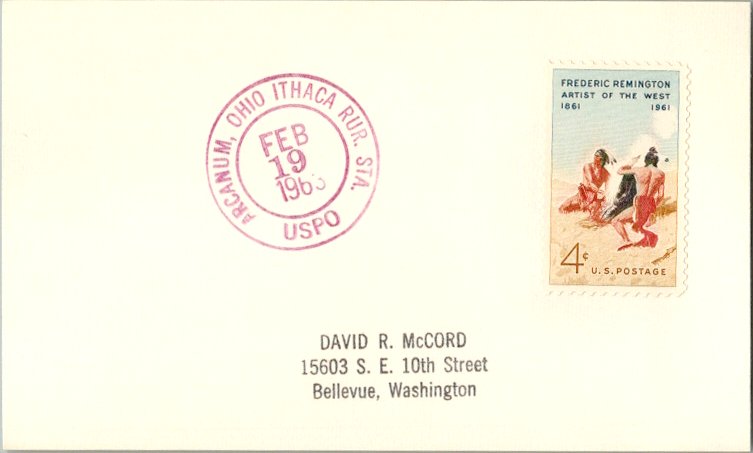 ARCANUM, OHIO ITHACA RUR. STA.
FEB
19
USPO
FREDERIC REMINGTON
ARTIST OF THE WEST
1861 1961
4¢ U.S. POSTAGE
DAVID R. McCORD
15603 S. E. 10th Street
Bellevue, Washington